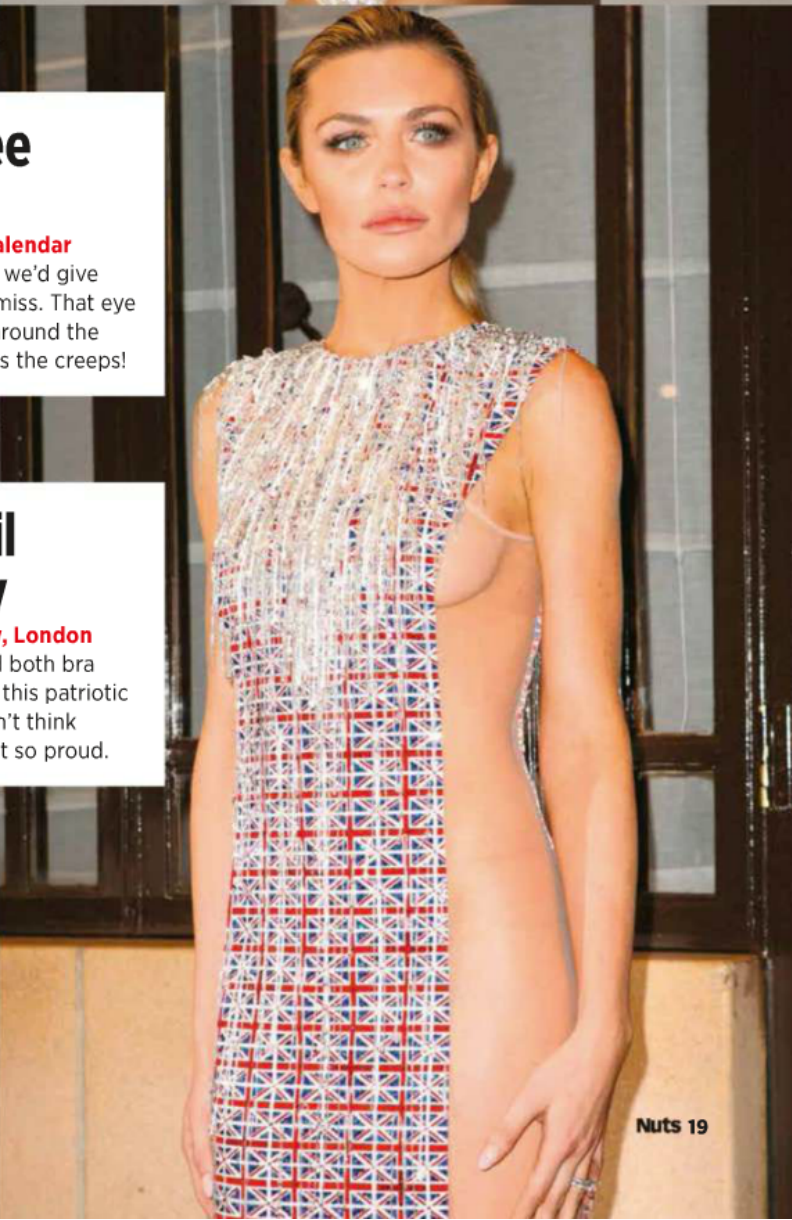 ee
alendar
we'd give
miss. That eye
round the
s the creeps!
il
y
, London
both bra
this patriotic
n't think
t so proud.
Nuts 19